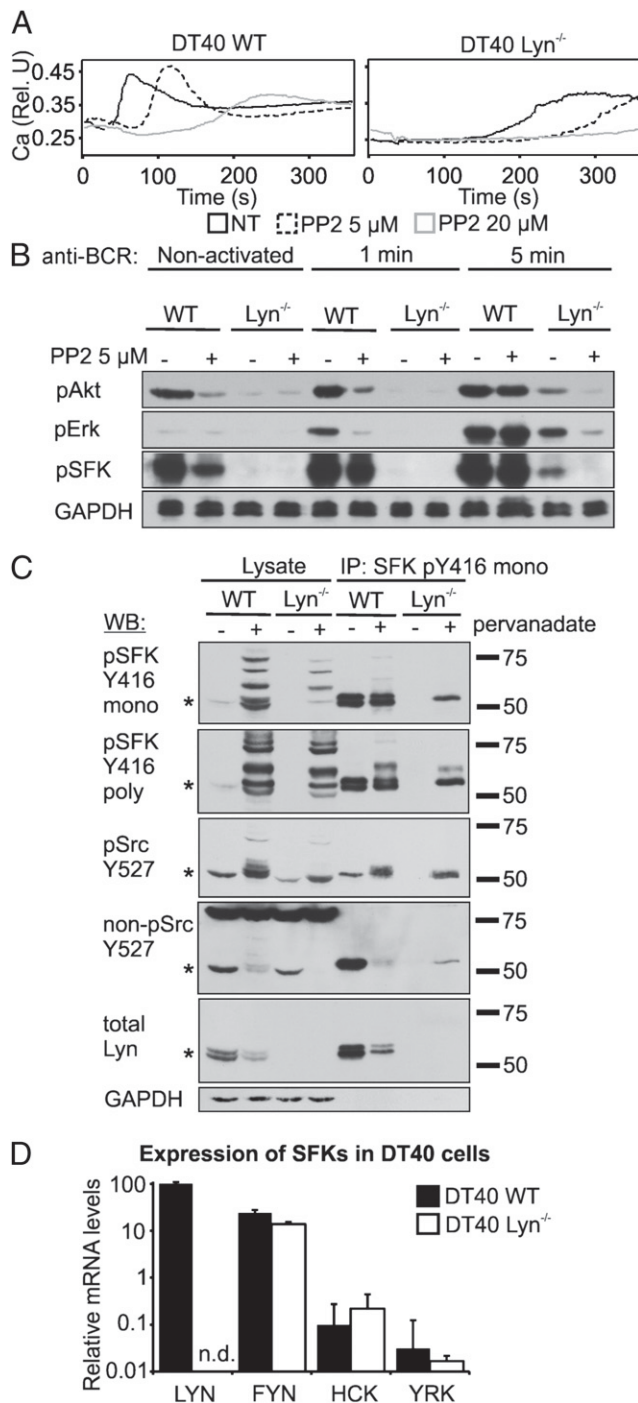 A
DT40 WT
DT40 Lyn-/-
Ca (Rel. U)
0.45
0.35
0.25
0 100 200 300
0 100 200 300
Time (s)
Time (s)
NT PP2 5 µM PP2 20 µM
B
anti-BCR: Non-activated 1 min 5 min
WT Lyn-/- WT Lyn-/- WT Lyn-/-
PP2 5 µM - + - + - + - + - + - +
pAkt
pErk
pSFK
GAPDH
C
Lysate IP: SFK pY416 mono
WT Lyn-/- WT Lyn-/-
WB: - + - + - + - + pervanadate
pSFK
Y416
mono *
75
50
pSFK
Y416
poly *
75
50
pSrc
Y527 *
75
50
non-pSrc
Y527 *
75
50
total
Lyn *
75
50
GAPDH
D
Expression of SFKs in DT40 cells
Relative mRNA levels
100
10
1
0.1
0.01
DT40 WT
DT40 Lyn-/-
n.d.
LYN FYN HCK YRK